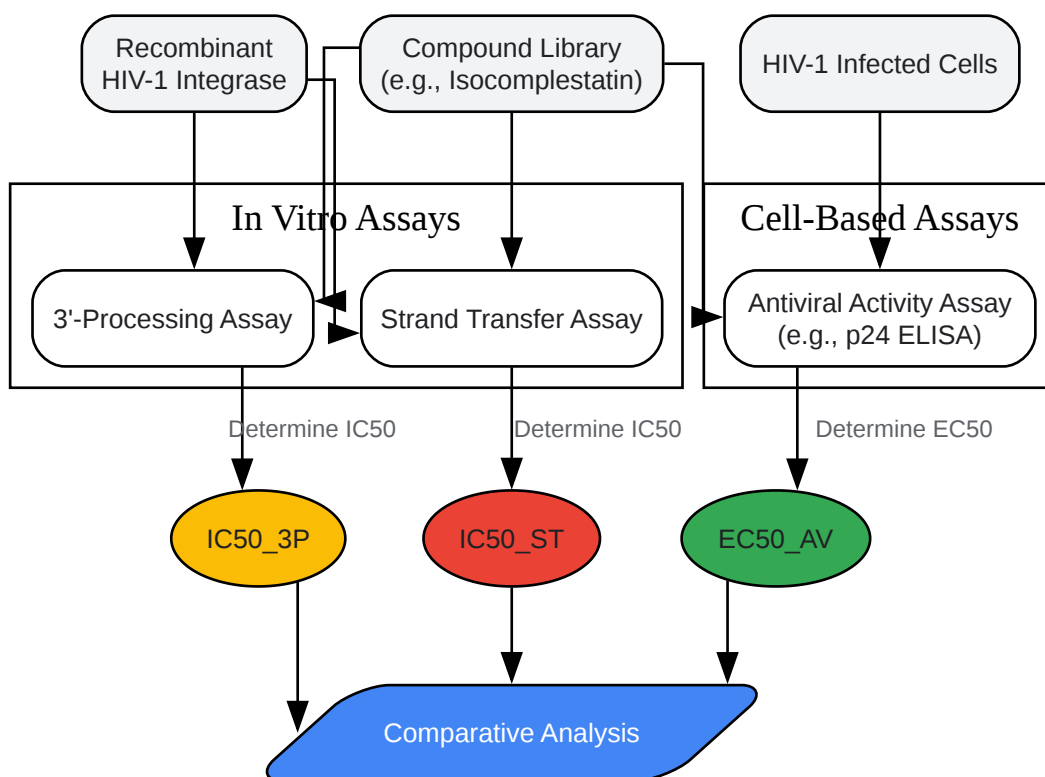 Recombinant
HIV-1 Integrase
Compound Library
(e.g., Isocomplestatin)
HIV-1 Infected Cells
In Vitro Assays
Cell-Based Assays
3'-Processing Assay
Strand Transfer Assay
Antiviral Activity Assay
(e.g., p24 ELISA)
Determine IC50
Determine IC50
Determine EC50
IC50_3P
IC50_ST
EC50_AV
Comparative Analysis